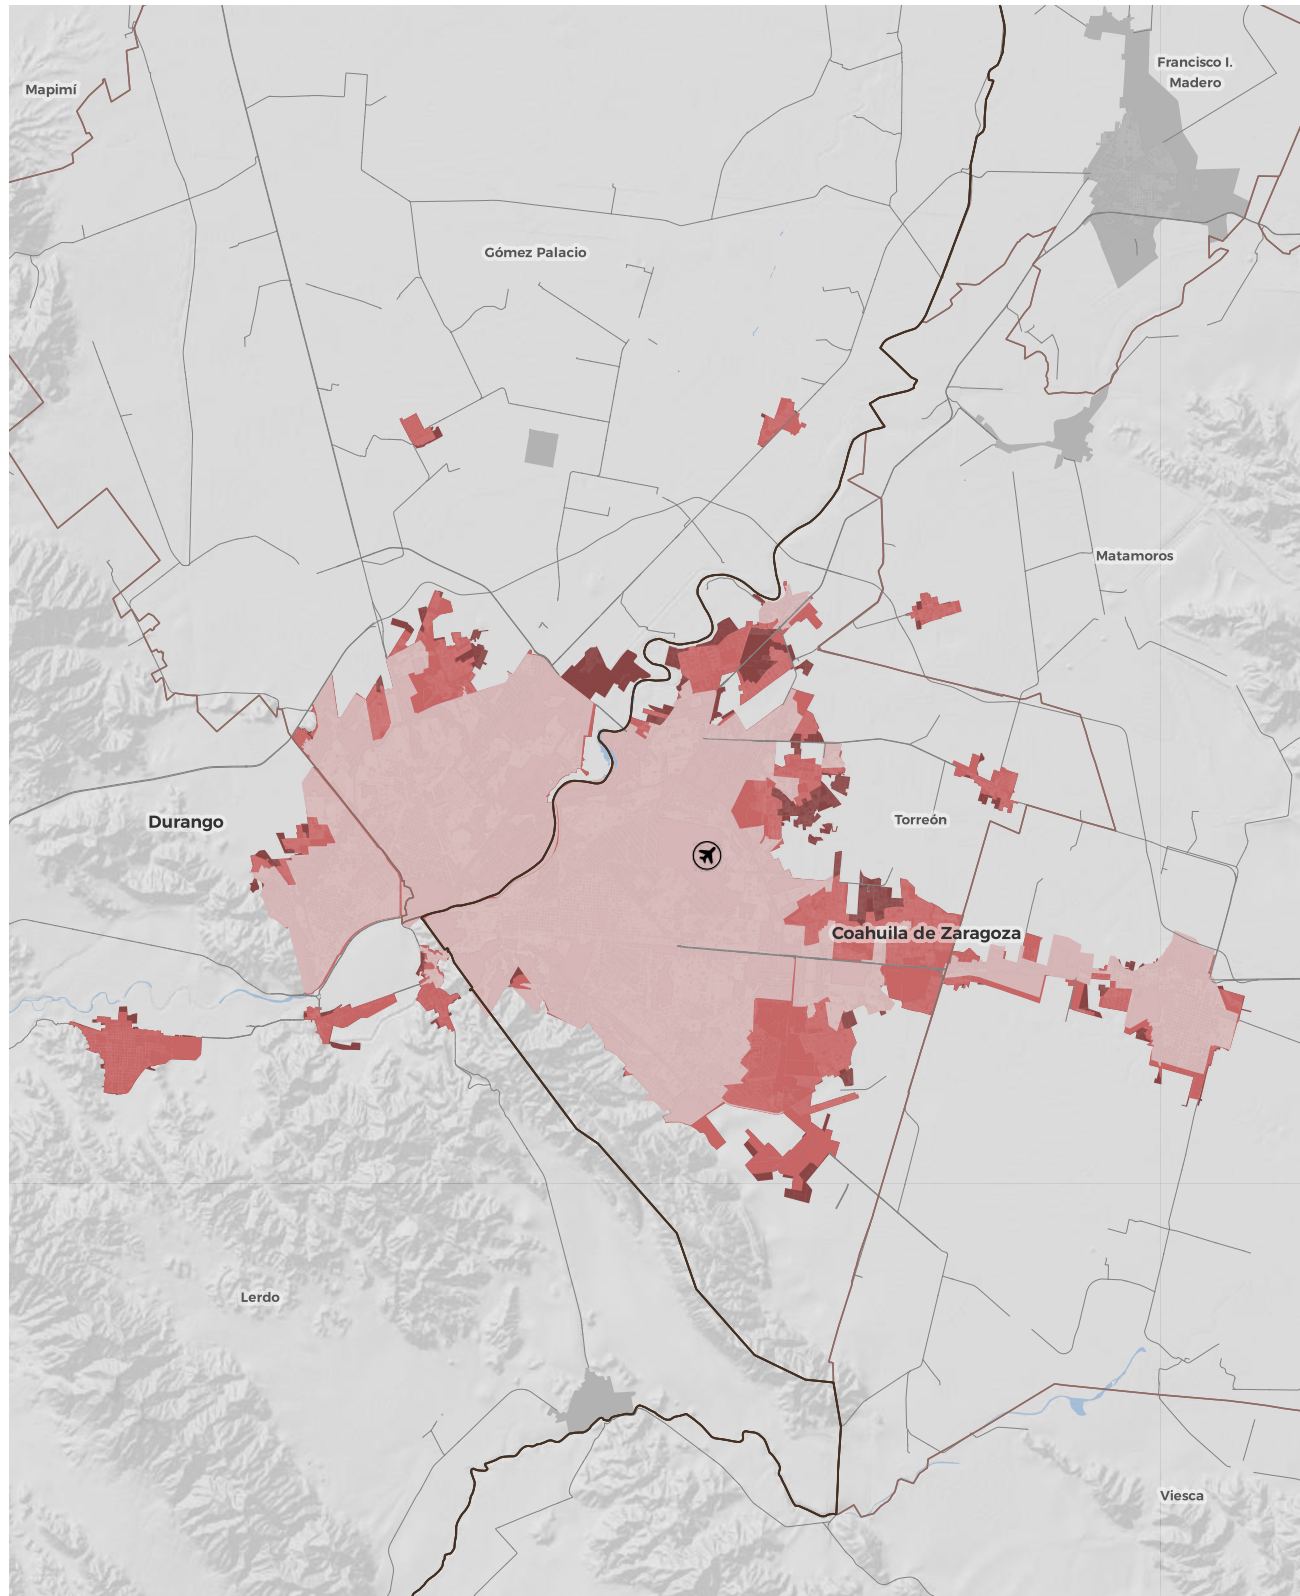 Francisco I.
Madero
Mapimí
Gómez Palacio
Matamoros
Durango
Torreón
Coahuila de Zaragoza
Lerdo
Viesca